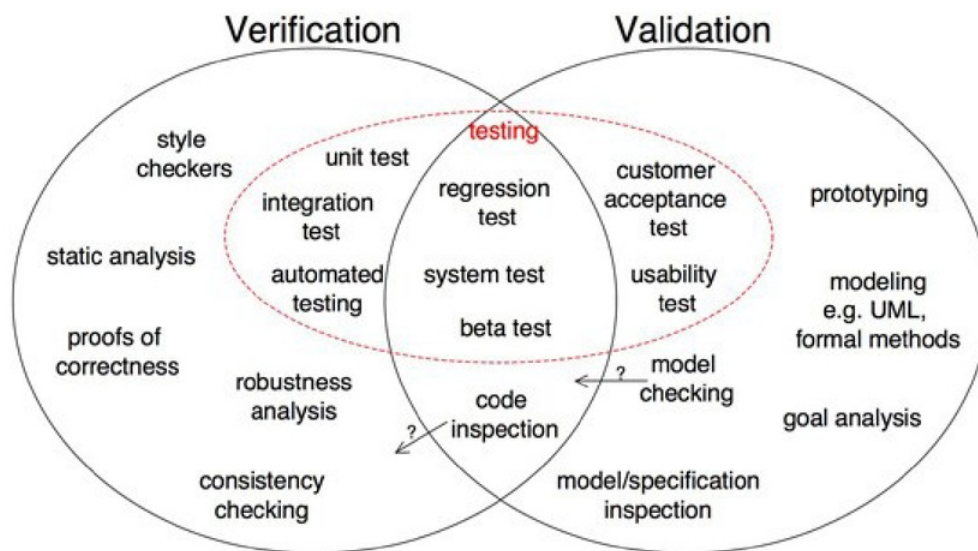 Verification
Validation
testing
style
checkers
unit test
integration
test
static analysis
automated
testing
proofs of
correctness
robustness
analysis
consistency
checking
regression
test
system test
beta test
code
inspection
?
customer
acceptance
test
usability
test
model
checking
?
model/specification
inspection
prototyping
modeling
e.g. UML,
formal methods
goal analysis